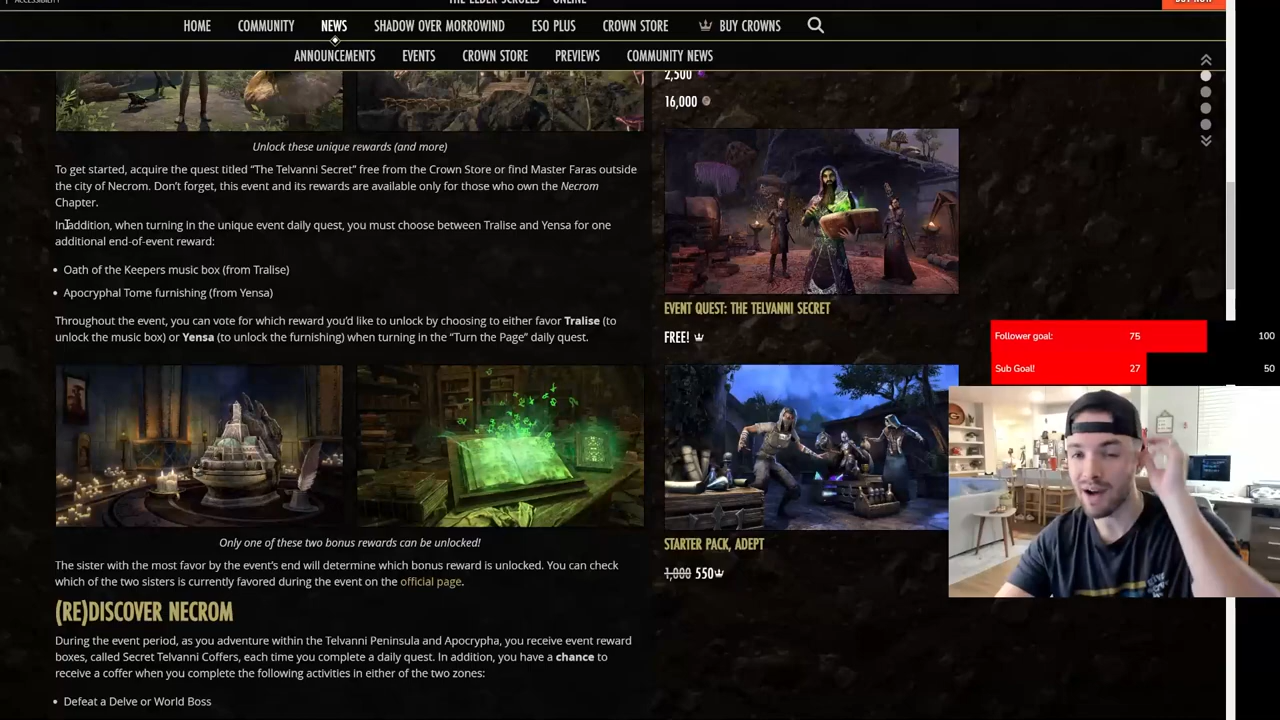 ACCESSIBILITY
THE ELDER SCROLLS ONLINE
BUY NOW
HOME
COMMUNITY
NEWS
SHADOW OVER MORROWIND
ESO PLUS
CROWN STORE
BUY CROWNS
ANNOUNCEMENTS
EVENTS
CROWN STORE
PREVIEWS
COMMUNITY NEWS
Unlock these unique rewards (and more)
To get started, acquire the quest titled “The Telvanni Secret” free from the Crown Store or find Master Faras outside
the city of Necrom. Don’t forget, this event and its rewards are available only for those who own the Necrom
Chapter.
In addition, when turning in the unique event daily quest, you must choose between Tralise and Yensa for one
additional end-of-event reward:
• Oath of the Keepers music box (from Tralise)
• Apocryphal Tome furnishing (from Yensa)
Throughout the event, you can vote for which reward you’d like to unlock by choosing to either favor Tralise (to
unlock the music box) or Yensa (to unlock the furnishing) when turning in the “Turn the Page” daily quest.
Only one of these two bonus rewards can be unlocked!
The sister with the most favor by the event’s end will determine which bonus reward is unlocked. You can check
which of the two sisters is currently favored during the event on the official page.
(RE)DISCOVER NECROM
During the event period, as you adventure within the Telvanni Peninsula and Apocrypha, you receive event reward
boxes, called Secret Telvanni Coffers, each time you complete a daily quest. In addition, you have a chance to
receive a coffer when you complete the following activities in either of the two zones:
• Defeat a Delve or World Boss
2,500
16,000
EVENT QUEST: THE TELVANNI SECRET
FREE!
STARTER PACK, ADEPT
1,000 550
Follower goal: 75 100
Sub Goal! 27 50